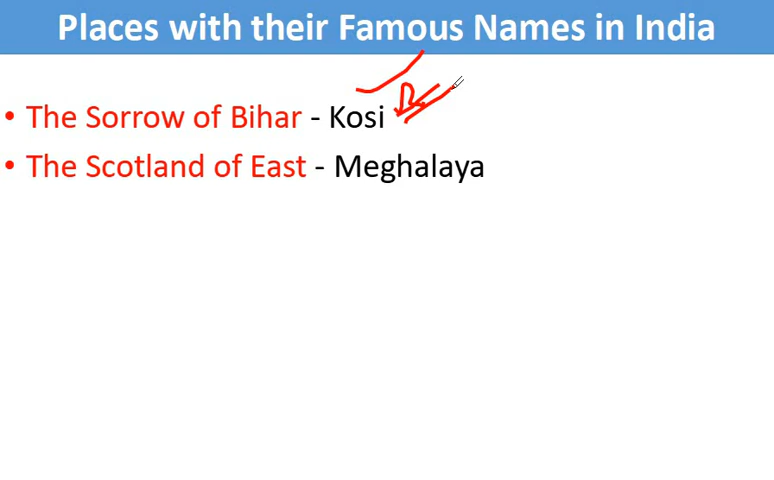 Places with their Famous Names in India
• The Sorrow of Bihar - Kosi
• The Scotland of East - Meghalaya